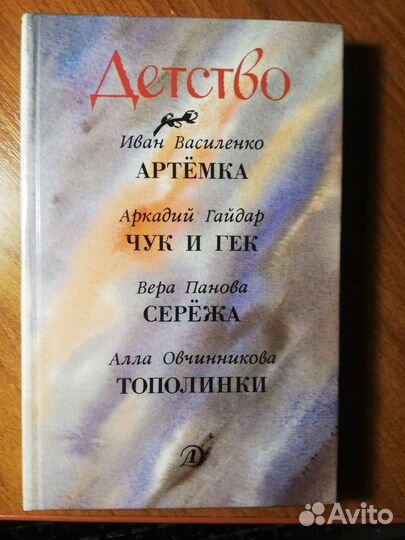 Детство
Иван Василенко
АРТЁМКА
Аркадий Гайдар
ЧУК И ГЕК
Вера Панова
СЕРЁЖА
Алла Овчинникова
ТОПОЛИНКИ
Д
Avito